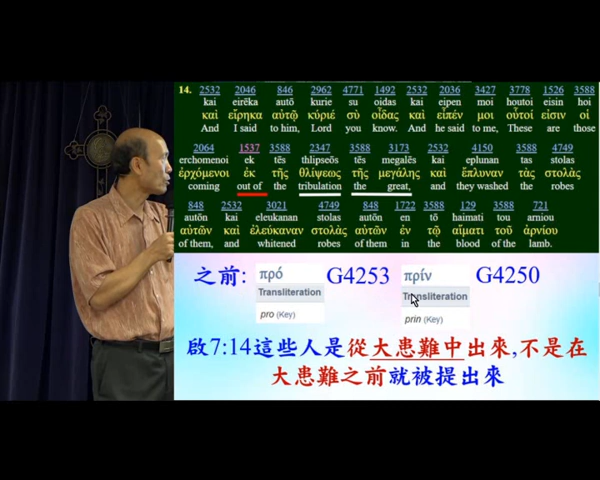 14. 2532 2046 846 2962 4771 1492 2532 2036 3427 3778 1526 3588
kai eirēka autō kurie su oidas kai eipen moi houtoi eisin hoi
καὶ εἴρηκα αὐτῷ κύριέ σὺ οἶδας καὶ εἶπέν μοι οὗτοί εἰσιν οἱ
And I said to him, Lord you know. And he said to me, These are those
2064 1537 3588 2347 3588 3173 2532 4150 3588 4749
erchomenoi ek tēs thlipseōs tēs megalēs kai eplunan tas stolas
ἐρχόμενοι ἐκ τῆς θλίψεως τῆς μεγάλης καὶ ἔπλυναν τὰς στολὰς
coming out of the tribulation the great, and they washed the robes
848 2532 3021 4749 848 1722 3588 129 3588 721
autōn kai eleukanan stolas autōn en tō haimati tou arniou
αὐτῶν καὶ ἐλεύκαναν στολὰς αὐτῶν ἐν τῷ αἵματι τοῦ ἀρνίου
of them, and whitened robes of them in the blood of the lamb.
之前: πρό G4253 πρίν G4250
Transliteration Transliteration
pro (Key) prin (Key)
啟7:14這些人是從大患難中出來,不是在
大患難之前就被提出來